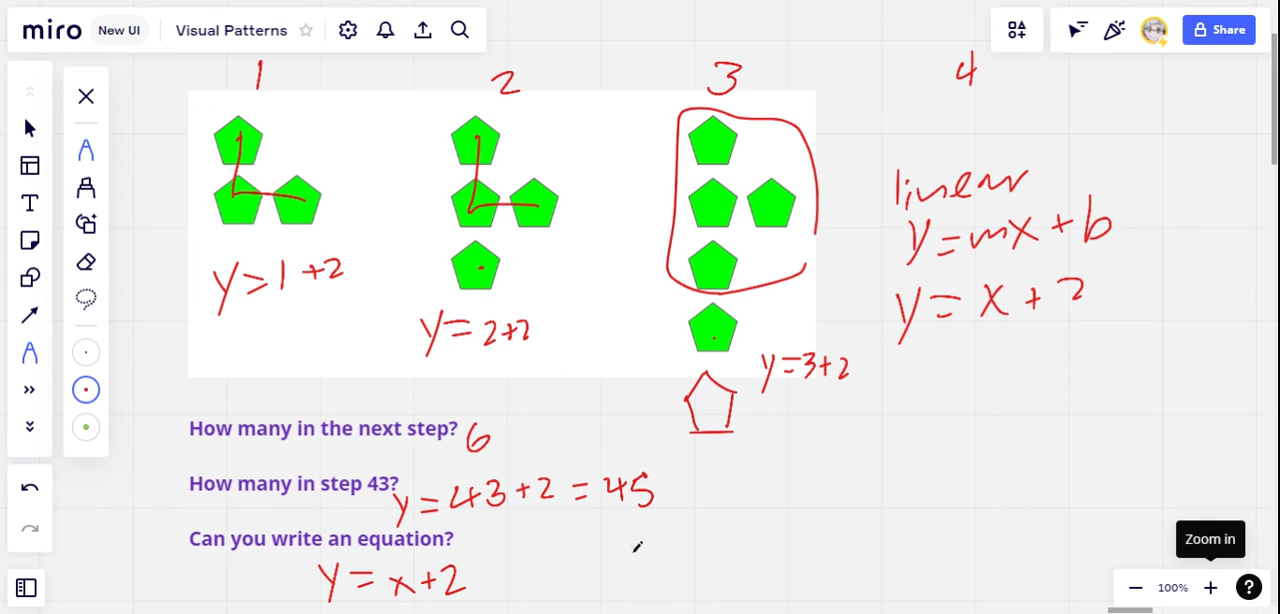 miro New UI Visual Patterns Share
1 2 3 4
linear
y=mx+b
y=1+2
y=x+2
y=2+2
y=3+2
How many in the next step? 6
How many in step 43? y=43+2=45
Can you write an equation?
Zoom in
y=x+2
100%